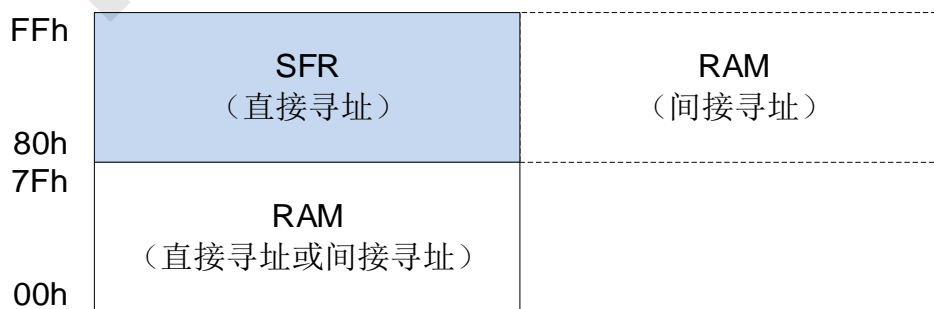 FFh
SFR
（直接寻址）
RAM
（间接寻址）
80h
7Fh
RAM
（直接寻址或间接寻址）
00h